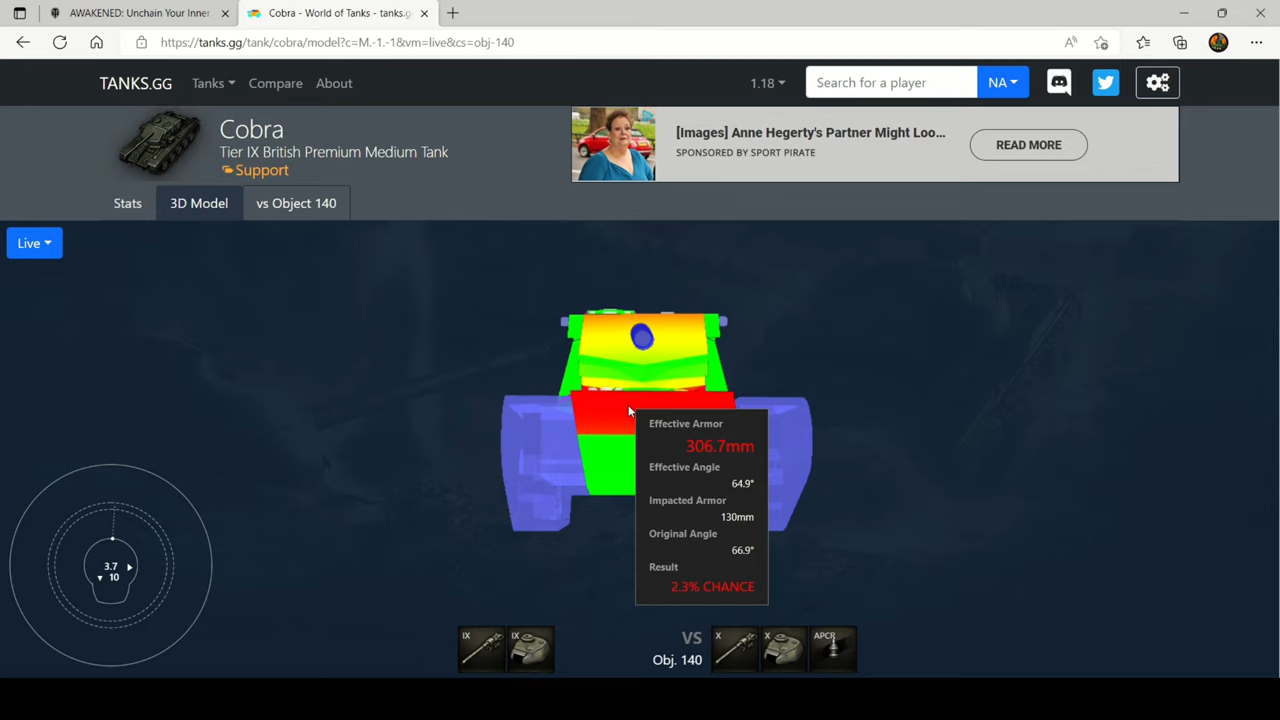 AWAKENED: Unchain Your Inner
Cobra - World of Tanks - tanks.g
https://tanks.gg/tank/cobra/model?c=M.-1.-1&vm=live&cs=obj-140
TANKS.GG
Tanks
Compare
About
1.18
Search for a player
NA
Cobra
Tier IX British Premium Medium Tank
Support
[Images] Anne Hegerty's Partner Might Loo...
SPONSORED BY SPORT PIRATE
READ MORE
Stats
3D Model
vs Object 140
Live
Effective Armor
306.7mm
Effective Angle
64.9°
Impacted Armor
130mm
Original Angle
66.9°
Result
2.3% CHANCE
3.7
10
IX
IX
VS
Obj. 140
X
X
APCR